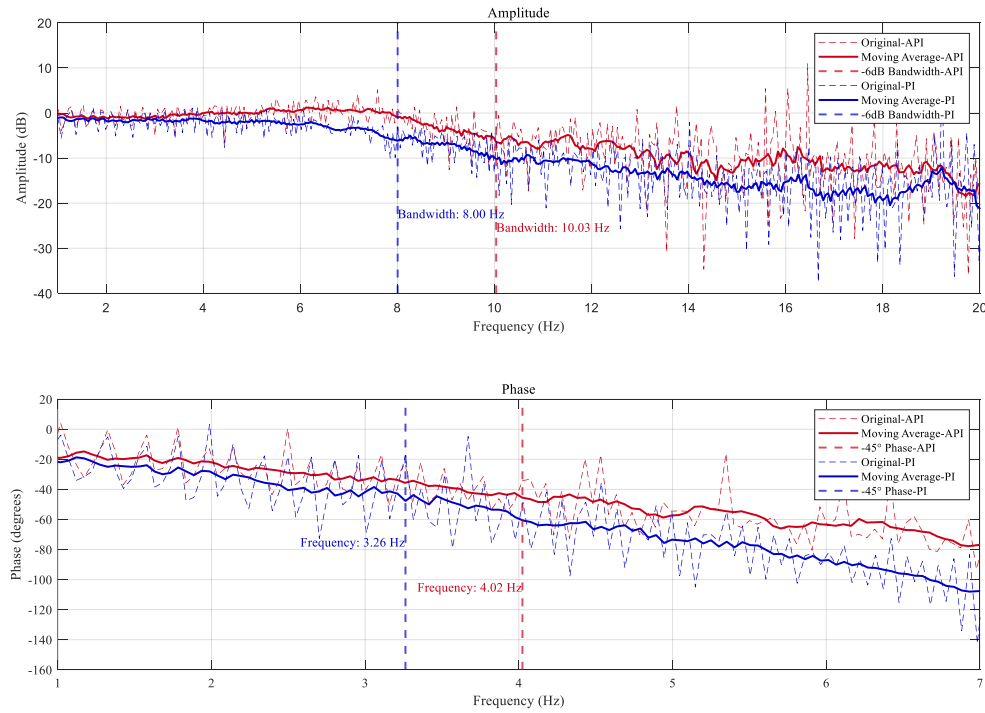 Amplitude
20
10
0
-10
-20
-30
-40
Amplitude (dB)
Original-API
Moving Average-API
-6dB Bandwidth-API
Original-PI
Moving Average-PI
-6dB Bandwidth-PI
Bandwidth: 8.00 Hz
Bandwidth: 10.03 Hz
2 4 6 8 10 12 14 16 18 20
Frequency (Hz)
Phase
20
0
-20
-40
-60
-80
-100
-120
-140
-160
Phase (degrees)
Original-API
Moving Average-API
-45° Phase-API
Original-PI
Moving Average-PI
-45° Phase-PI
Frequency: 3.26 Hz
Frequency: 4.02 Hz
1 2 3 4 5 6 7
Frequency (Hz)